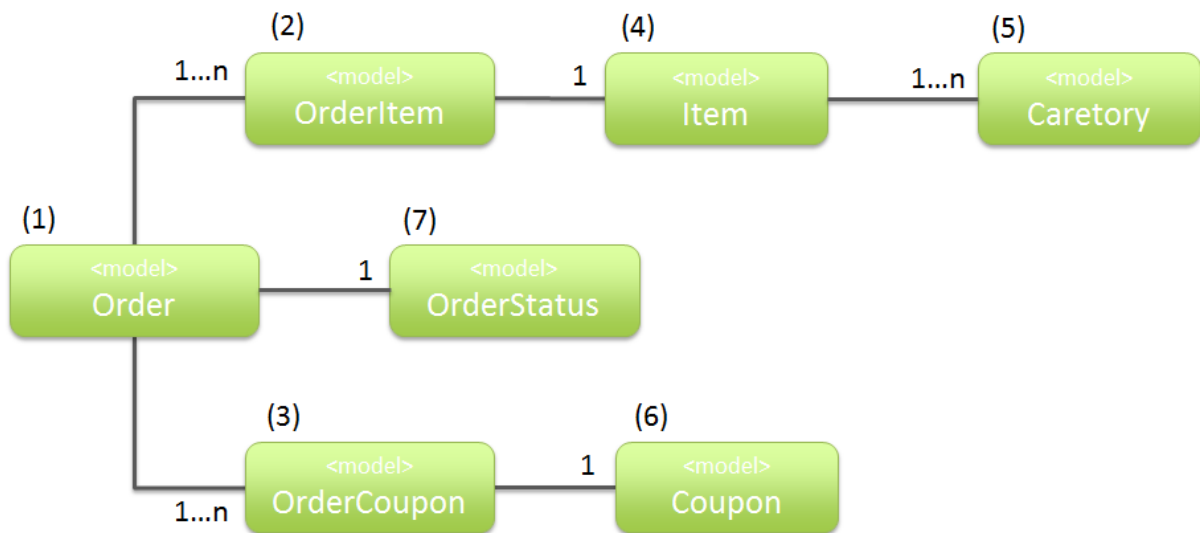 (2)
(4)
(5)
1...n
<model>
OrderItem
1
<model>
Item
1...n
<model>
Caretory
(1)
(7)
<model>
Order
1
<model>
OrderStatus
(3)
(6)
1...n
<model>
OrderCoupon
1
<model>
Coupon